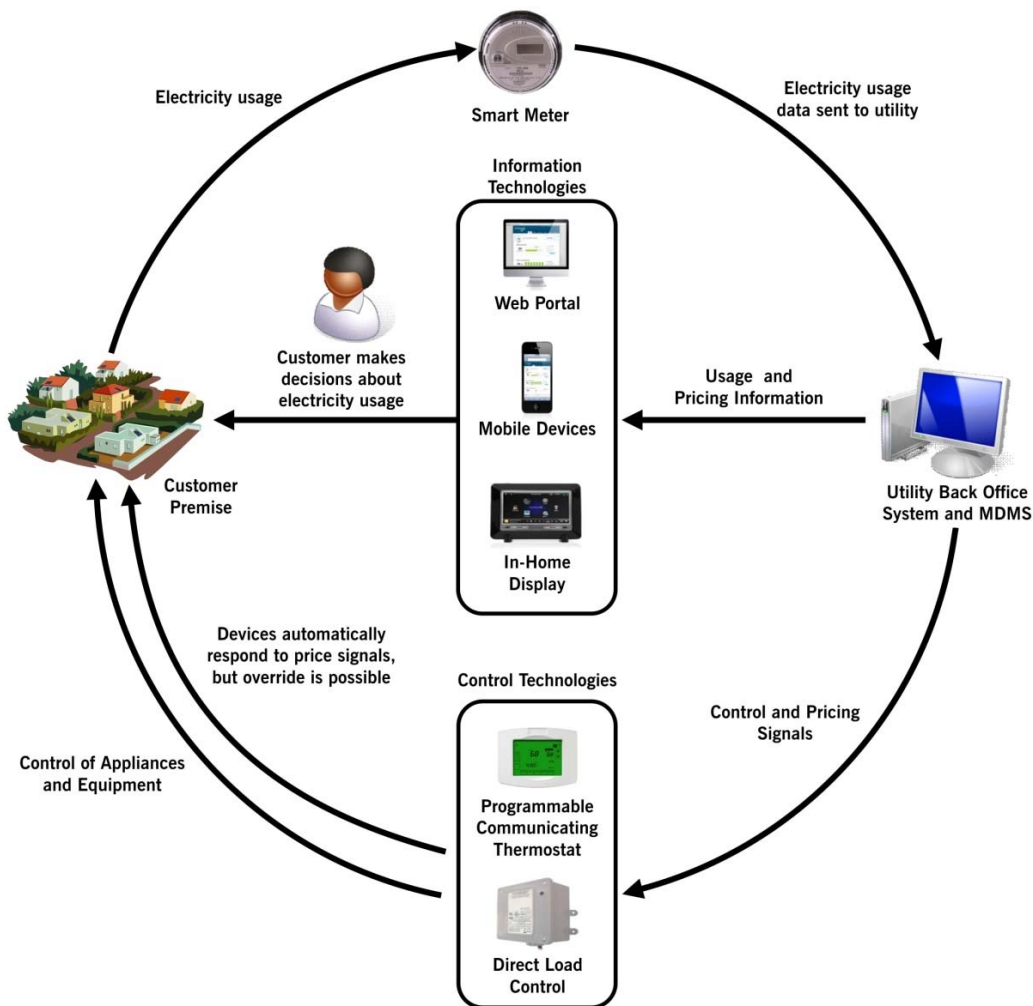 Electricity usage
Smart Meter
Electricity usage
data sent to utility
Information
Technologies
Web Portal
Customer makes
decisions about
electricity usage
Mobile Devices
Usage and
Pricing Information
Customer
Premise
Utility Back Office
System and MDMS
In-Home
Display
Devices automatically
respond to price signals,
but override is possible
Control Technologies
Control and Pricing
Signals
Control of Appliances
and Equipment
Programmable
Communicating
Thermostat
Direct Load
Control